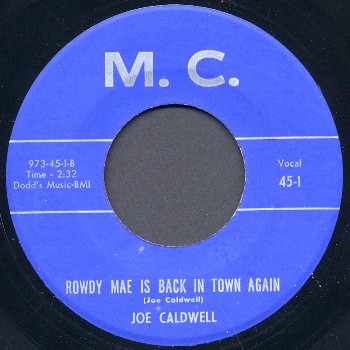 M. C.
973-45-1-B
Time - 2:32
Dodd's Music-BMI
Vocal
45-1
ROWDY MAE IS BACK IN TOWN AGAIN
(Joe Caldwell)
JOE CALDWELL